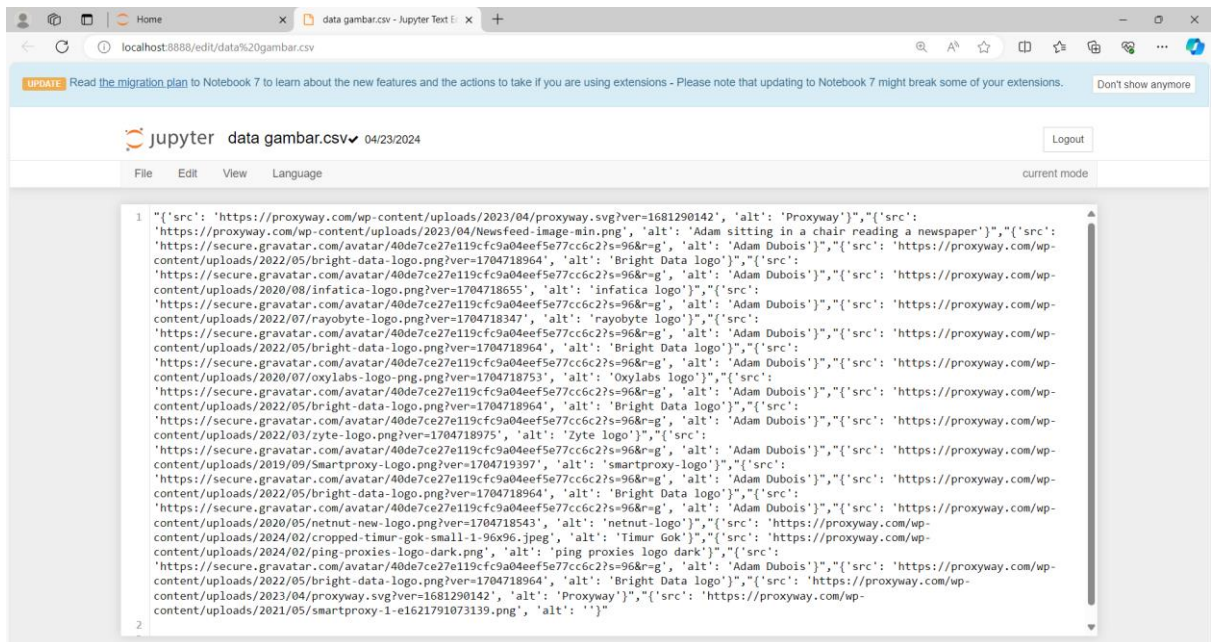 Home
data gambar.csv - Jupyter Text E
localhost:8888/edit/data%20gambar.csv
UPDATE Read the migration plan to Notebook 7 to learn about the new features and the actions to take if you are using extensions - Please note that updating to Notebook 7 might break some of your extensions.
Don't show anymore
jupyter data gambar.csv✔ 04/23/2024
Logout
File Edit View Language
current mode
1 "{'src': 'https://proxyway.com/wp-content/uploads/2023/04/proxyway.svg?ver=1681290142', 'alt': 'Proxyway'}","{'src':
'https://proxyway.com/wp-content/uploads/2023/04/Newsfeed-image-min.png', 'alt': 'Adam sitting in a chair reading a newspaper'}","{'src':
'https://secure.gravatar.com/avatar/40de7ce27e119cfc9a04eef5e77cc6c2?s=96&r=g', 'alt': 'Adam Dubois'}","{'src': 'https://proxyway.com/wp-
content/uploads/2022/05/bright-data-logo.png?ver=1704718964', 'alt': 'Bright Data logo'}","{'src':
'https://secure.gravatar.com/avatar/40de7ce27e119cfc9a04eef5e77cc6c2?s=96&r=g', 'alt': 'Adam Dubois'}","{'src': 'https://proxyway.com/wp-
content/uploads/2020/08/infatica-logo.png?ver=1704718655', 'alt': 'infatica logo'}","{'src':
'https://secure.gravatar.com/avatar/40de7ce27e119cfc9a04eef5e77cc6c2?s=96&r=g', 'alt': 'Adam Dubois'}","{'src': 'https://proxyway.com/wp-
content/uploads/2022/07/rayobyte-logo.png?ver=1704718347', 'alt': 'rayobyte logo'}","{'src':
'https://secure.gravatar.com/avatar/40de7ce27e119cfc9a04eef5e77cc6c2?s=96&r=g', 'alt': 'Adam Dubois'}","{'src': 'https://proxyway.com/wp-
content/uploads/2022/05/bright-data-logo.png?ver=1704718964', 'alt': 'Bright Data logo'}","{'src':
'https://secure.gravatar.com/avatar/40de7ce27e119cfc9a04eef5e77cc6c2?s=96&r=g', 'alt': 'Adam Dubois'}","{'src': 'https://proxyway.com/wp-
content/uploads/2020/07/oxylabs-logo-png.png?ver=1704718753', 'alt': 'Oxylabs logo'}","{'src':
'https://secure.gravatar.com/avatar/40de7ce27e119cfc9a04eef5e77cc6c2?s=96&r=g', 'alt': 'Adam Dubois'}","{'src': 'https://proxyway.com/wp-
content/uploads/2022/05/bright-data-logo.png?ver=1704718964', 'alt': 'Bright Data logo'}","{'src':
'https://secure.gravatar.com/avatar/40de7ce27e119cfc9a04eef5e77cc6c2?s=96&r=g', 'alt': 'Adam Dubois'}","{'src': 'https://proxyway.com/wp-
content/uploads/2022/03/zyte-logo.png?ver=1704718975', 'alt': 'Zyte logo'}","{'src':
'https://secure.gravatar.com/avatar/40de7ce27e119cfc9a04eef5e77cc6c2?s=96&r=g', 'alt': 'Adam Dubois'}","{'src': 'https://proxyway.com/wp-
content/uploads/2019/09/Smartproxy-Logo.png?ver=1704719397', 'alt': 'smartproxy-logo'}","{'src':
'https://secure.gravatar.com/avatar/40de7ce27e119cfc9a04eef5e77cc6c2?s=96&r=g', 'alt': 'Adam Dubois'}","{'src': 'https://proxyway.com/wp-
content/uploads/2022/05/bright-data-logo.png?ver=1704718964', 'alt': 'Bright Data logo'}","{'src':
'https://secure.gravatar.com/avatar/40de7ce27e119cfc9a04eef5e77cc6c2?s=96&r=g', 'alt': 'Adam Dubois'}","{'src': 'https://proxyway.com/wp-
content/uploads/2020/05/netnut-new-logo.png?ver=1704718543', 'alt': 'netnut-logo'}","{'src': 'https://proxyway.com/wp-
content/uploads/2024/02/cropped-timur-gok-small-1-96x96.jpeg', 'alt': 'Timur Gok'}","{'src': 'https://proxyway.com/wp-
content/uploads/2024/02/ping-proxies-logo-dark.png', 'alt': 'ping proxies logo dark'}","{'src':
'https://secure.gravatar.com/avatar/40de7ce27e119cfc9a04eef5e77cc6c2?s=96&r=g', 'alt': 'Adam Dubois'}","{'src': 'https://proxyway.com/wp-
content/uploads/2022/05/bright-data-logo.png?ver=1704718964', 'alt': 'Bright Data logo'}","{'src': 'https://proxyway.com/wp-
content/uploads/2023/04/proxyway.svg?ver=1681290142', 'alt': 'Proxyway'}","{'src': 'https://proxyway.com/wp-
content/uploads/2021/05/smartproxy-1-e1621791073139.png', 'alt': ''}"
2